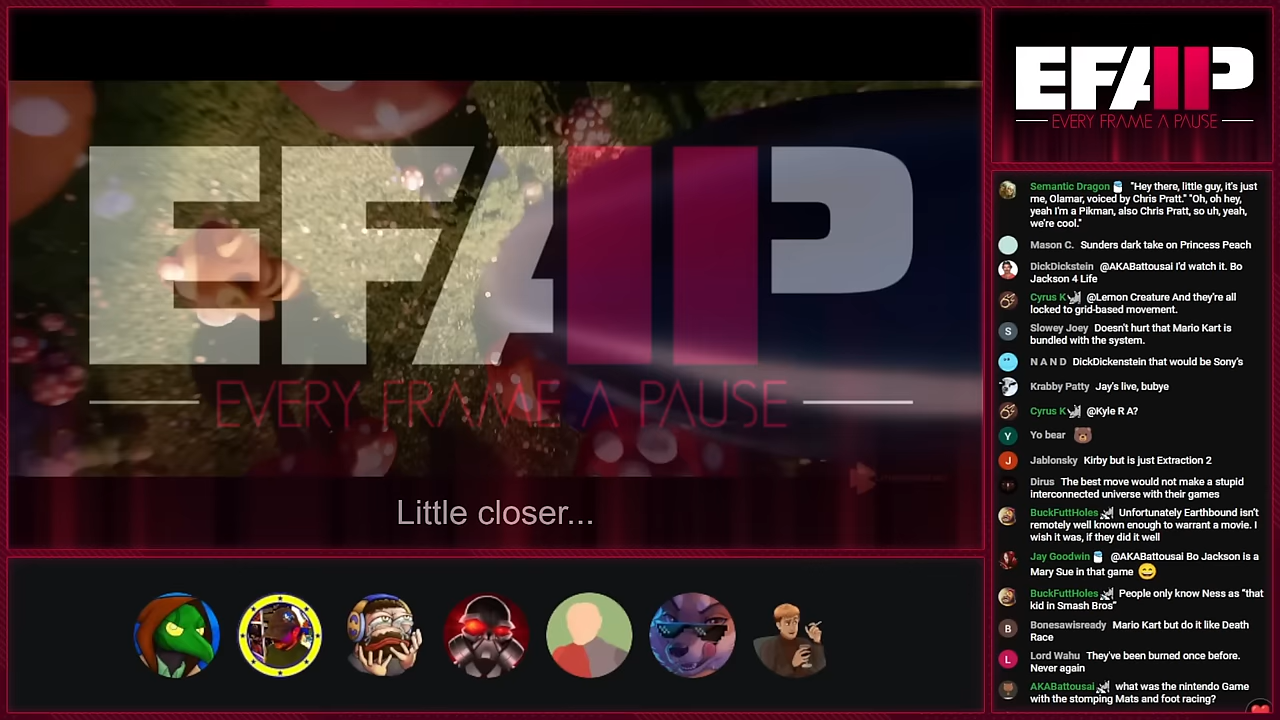 EFAP
EVERY FRAME A PAUSE
Little closer...
EFAP
EVERY FRAME A PAUSE
Semantic Dragon "Hey there, little guy, it's just
me, Olamar, voiced by Chris Pratt." "Oh, oh hey,
yeah I'm a Pikman, also Chris Pratt, so uh, yeah,
we're cool."
Mason C. Sunders dark take on Princess Peach
DickDickstein @AKABattousai I'd watch it. Bo
Jackson 4 Life
Cyrus K @Lemon Creature And they're all
locked to grid-based movement.
S
Slowey Joey Doesn't hurt that Mario Kart is
bundled with the system.
N A N D DickDickenstein that would be Sony's
Krabby Patty Jay's live, bubye
Cyrus K @Kyle R A?
Y
Yo bear
J
Jablonsky Kirby but is just Extraction 2
Dirus The best move would not make a stupid
interconnected universe with their games
BuckFuttHoles Unfortunately Earthbound isn't
remotely well known enough to warrant a movie. I
wish it was, if they did it well
Jay Goodwin @AKABattousai Bo Jackson is a
Mary Sue in that game
BuckFuttHoles People only know Ness as "that
kid in Smash Bros"
B
Bonesawisready Mario Kart but do it like Death
Race
L
Lord Wahu They've been burned once before.
Never again
AKABattousai what was the nintendo Game
with the stomping Mats and foot racing?